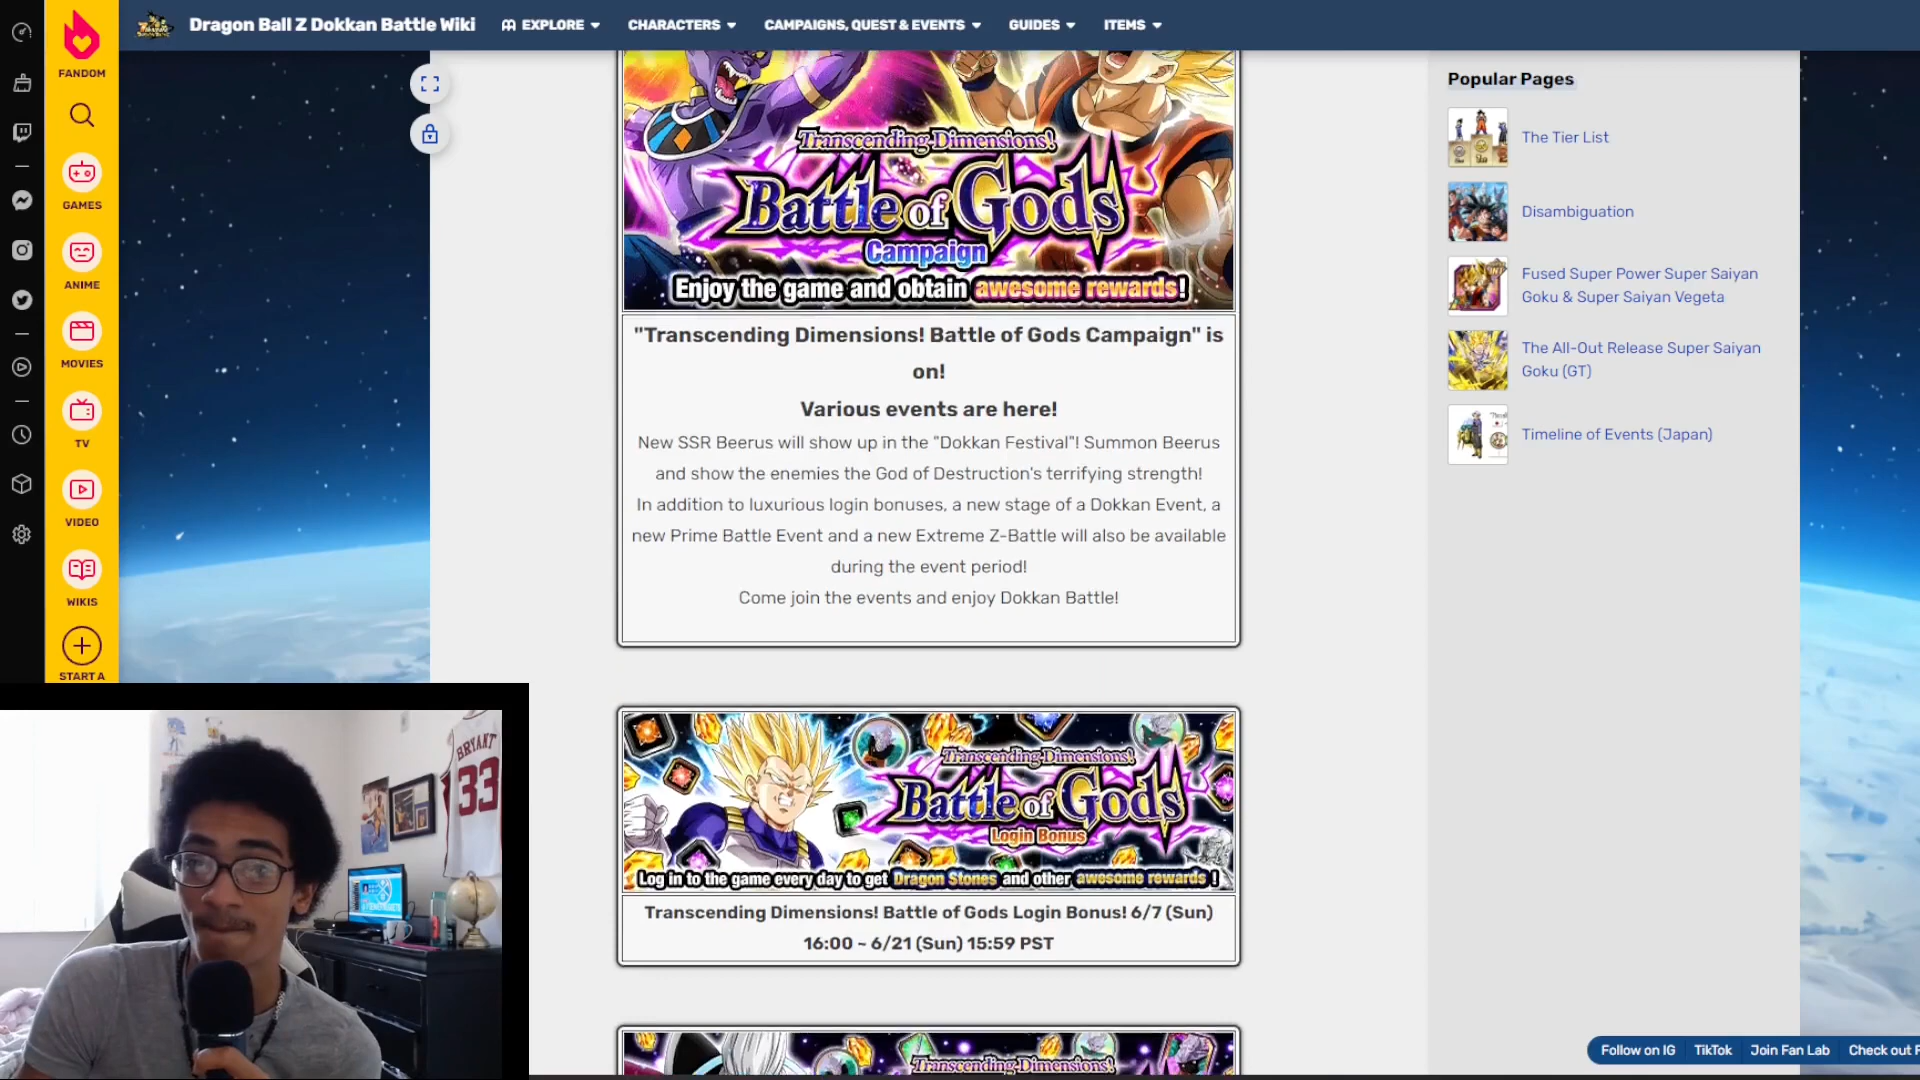 Dragon Ball Z Dokkan Battle Wiki
EXPLORE
CHARACTERS
CAMPAIGNS, QUEST & EVENTS
GUIDES
ITEMS
FANDOM
GAMES
ANIME
MOVIES
TV
VIDEO
WIKIS
START A
Transcending Dimensions!
Battle of Gods
Campaign
Enjoy the game and obtain awesome rewards!
"Transcending Dimensions! Battle of Gods Campaign" is
on!
Various events are here!
New SSR Beerus will show up in the "Dokkan Festival"! Summon Beerus
and show the enemies the God of Destruction's terrifying strength!
In addition to luxurious login bonuses, a new stage of a Dokkan Event, a
new Prime Battle Event and a new Extreme Z-Battle will also be available
during the event period!
Come join the events and enjoy Dokkan Battle!
Transcending Dimensions!
Battle of Gods
Login Bonus
Log in to the game every day to get Dragon Stones and other awesome rewards!
Transcending Dimensions! Battle of Gods Login Bonus! 6/7 (Sun)
16:00 ~ 6/21 (Sun) 15:59 PST
Transcending Dimensions!
Popular Pages
The Tier List
Disambiguation
Fused Super Power Super Saiyan
Goku & Super Saiyan Vegeta
The All-Out Release Super Saiyan
Goku (GT)
Timeline of Events (Japan)
BRYANT
33
Follow on IG
TikTok
Join Fan Lab
Check out F